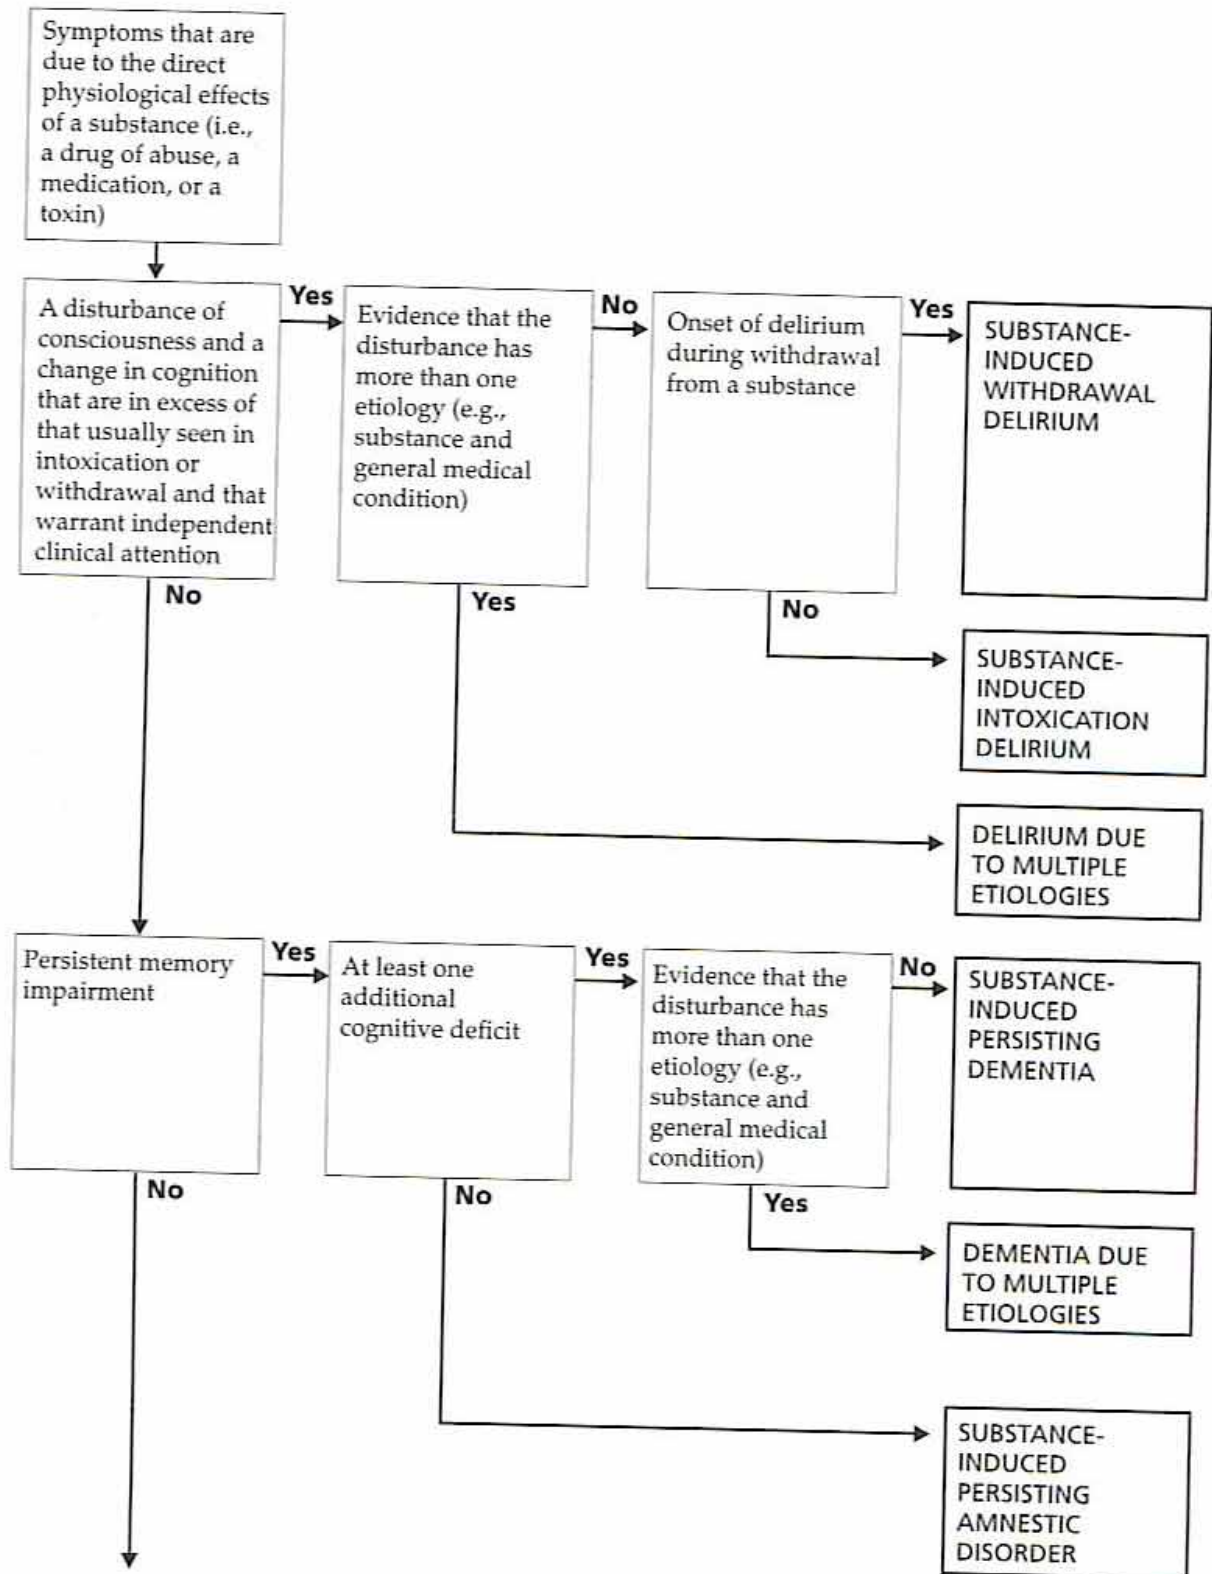 Symptoms that are
due to the direct
physiological effects
of a substance (i.e.,
a drug of abuse, a
medication, or a
toxin)
A disturbance of
consciousness and a
change in cognition
that are in excess of
that usually seen in
intoxication or
withdrawal and that
warrant independent
clinical attention
Yes
Evidence that the
disturbance has
more than one
etiology (e.g.,
substance and
general medical
condition)
No
Onset of delirium
during withdrawal
from a substance
Yes
SUBSTANCE-
INDUCED
WITHDRAWAL
DELIRIUM
No
Yes
No
SUBSTANCE-
INDUCED
INTOXICATION
DELIRIUM
DELIRIUM DUE
TO MULTIPLE
ETIOLOGIES
Persistent memory
impairment
Yes
At least one
additional
cognitive deficit
Yes
Evidence that the
disturbance has
more than one
etiology (e.g.,
substance and
general medical
condition)
No
SUBSTANCE-
INDUCED
PERSISTING
DEMENTIA
No
No
Yes
DEMENTIA DUE
TO MULTIPLE
ETIOLOGIES
SUBSTANCE-
INDUCED
PERSISTING
AMNESTIC
DISORDER